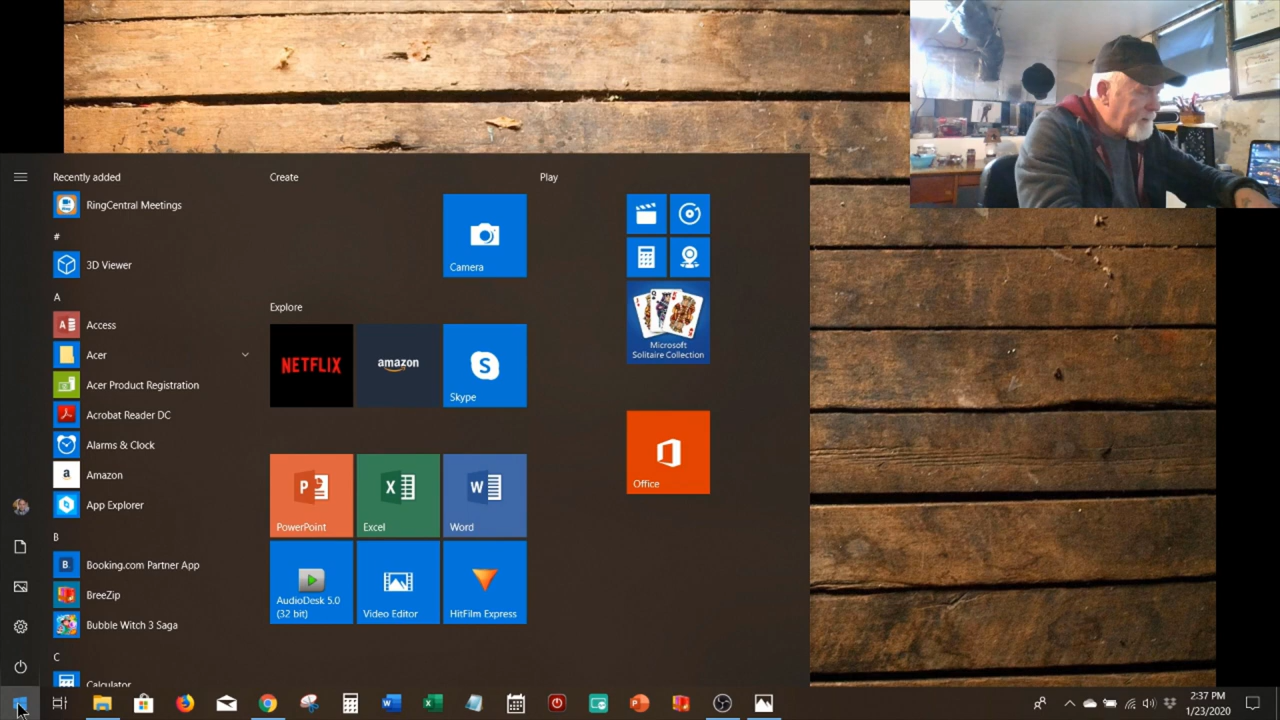 Recently added
RingCentral Meetings
#
3D Viewer
A
Access
Acer
Acer Product Registration
Acrobat Reader DC
Alarms & Clock
Amazon
App Explorer
B
Booking.com Partner App
BreeZip
Bubble Witch 3 Saga
C
Calculator
Create
Camera
Explore
NETFLIX
amazon
Skype
PowerPoint
Excel
Word
AudioDesk 5.0
(32 bit)
Video Editor
HitFilm Express
Play
Microsoft
Solitaire Collection
Office
2:37 PM
1/23/2020